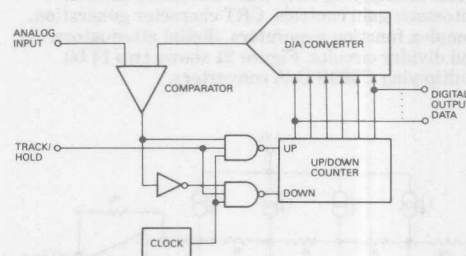 ANALOG
INPUT
D/A CONVERTER
COMPARATOR
DIGITAL
OUTPUT
DATA
TRACK/
HOLD
UP
UP/DOWN
COUNTER
DOWN
CLOCK